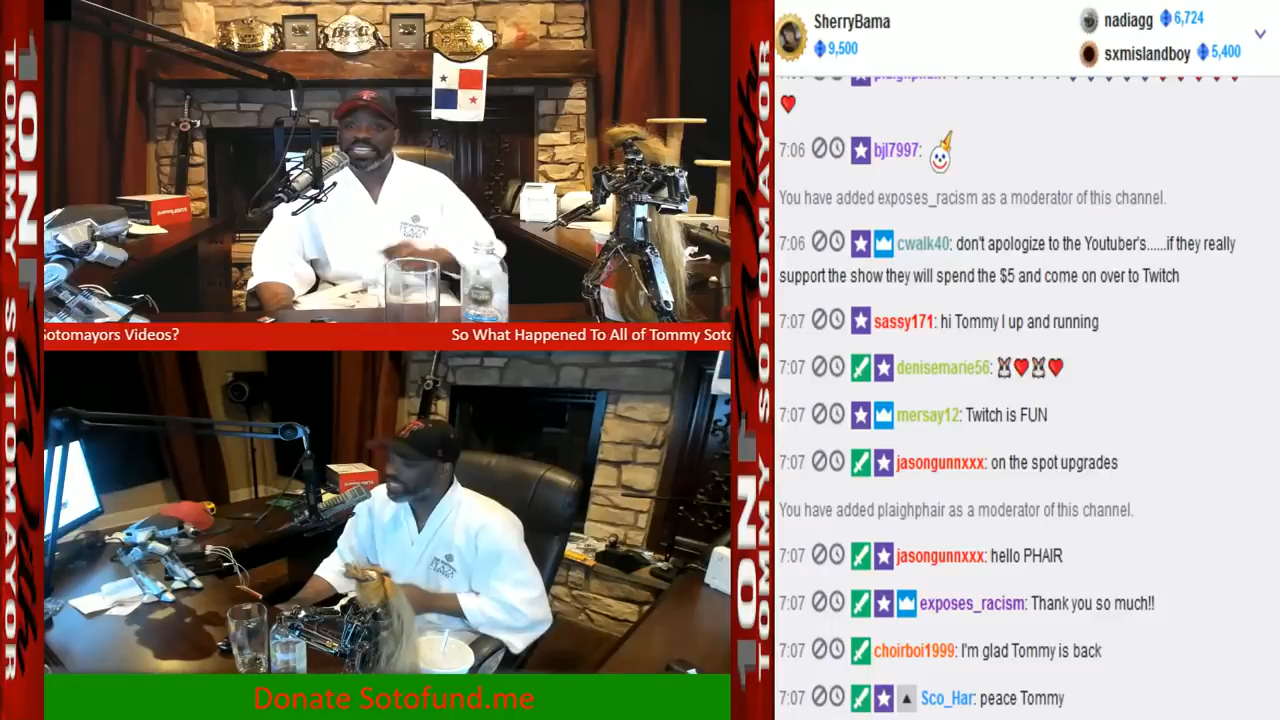 1ON1 With
TOMMY SOTOMAYOR
Sotomayors Videos?
So What Happened To All of Tommy Soto
PLAZA
Donate Sotofund.me
1ON1 With
TOMMY SOTOMAYOR
SherryBama
9,500
nadiagg 6,724
sxmislandboy 5,400
7:06 bjl7997:
You have added exposes_racism as a moderator of this channel.
7:06 cwalk40: don't apologize to the Youtuber's......if they really
support the show they will spend the $5 and come on over to Twitch
7:07 sassy171: hi Tommy I up and running
7:07 denisemarie56:
7:07 mersay12: Twitch is FUN
7:07 jasongunnxxx: on the spot upgrades
You have added plaighphair as a moderator of this channel.
7:07 jasongunnxxx: hello PHAIR
7:07 exposes_racism: Thank you so much!!
7:07 choirboi1999: I'm glad Tommy is back
7:07 Sco_Har: peace Tommy